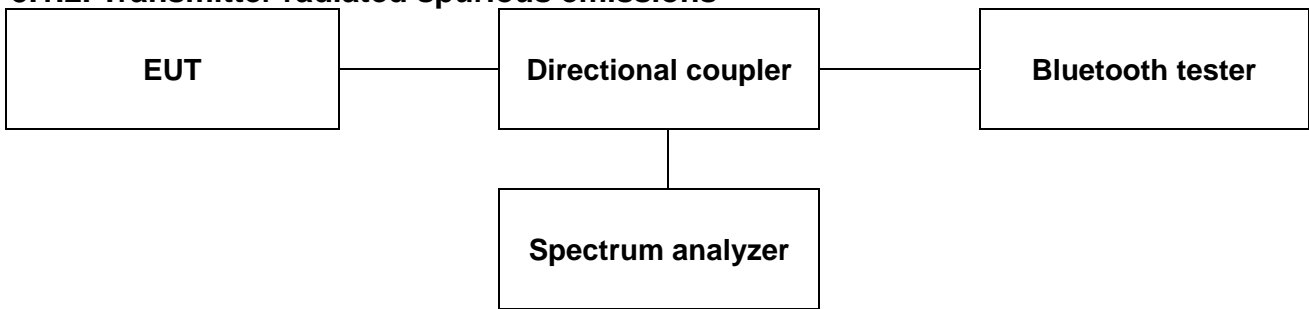 Transmitter radiated spurious emissions
EUT
Directional coupler
Bluetooth tester
Spectrum analyzer